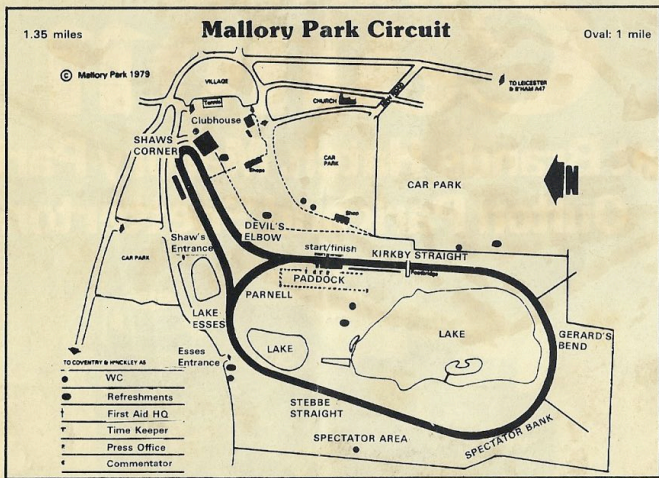 1.35 miles
Mallory Park Circuit
Oval: 1 mile
© Mallory Park 1979
VILLAGE
Tunnel
TO LEICESTER
& B'HAM A47
CHURCH
Clubhouse
SHAWS
CORNER
Shops
CAR
PARK
CAR PARK
N
Shop
DEVIL'S
ELBOW
Shaw's
Entrance
start/finish
KIRKBY STRAIGHT
Footbridge
CAR PARK
PADDOCK
PARNELL
LAKE
ESSES
LAKE
LAKE
GERARD'S
BEND
Esses
Entrance
TO COVENTRY & HINCKLEY A5
WC
Refreshments
First Aid HQ
Time Keeper
Press Office
Commentator
STEBBE
STRAIGHT
SPECTATOR AREA
SPECTATOR BANK